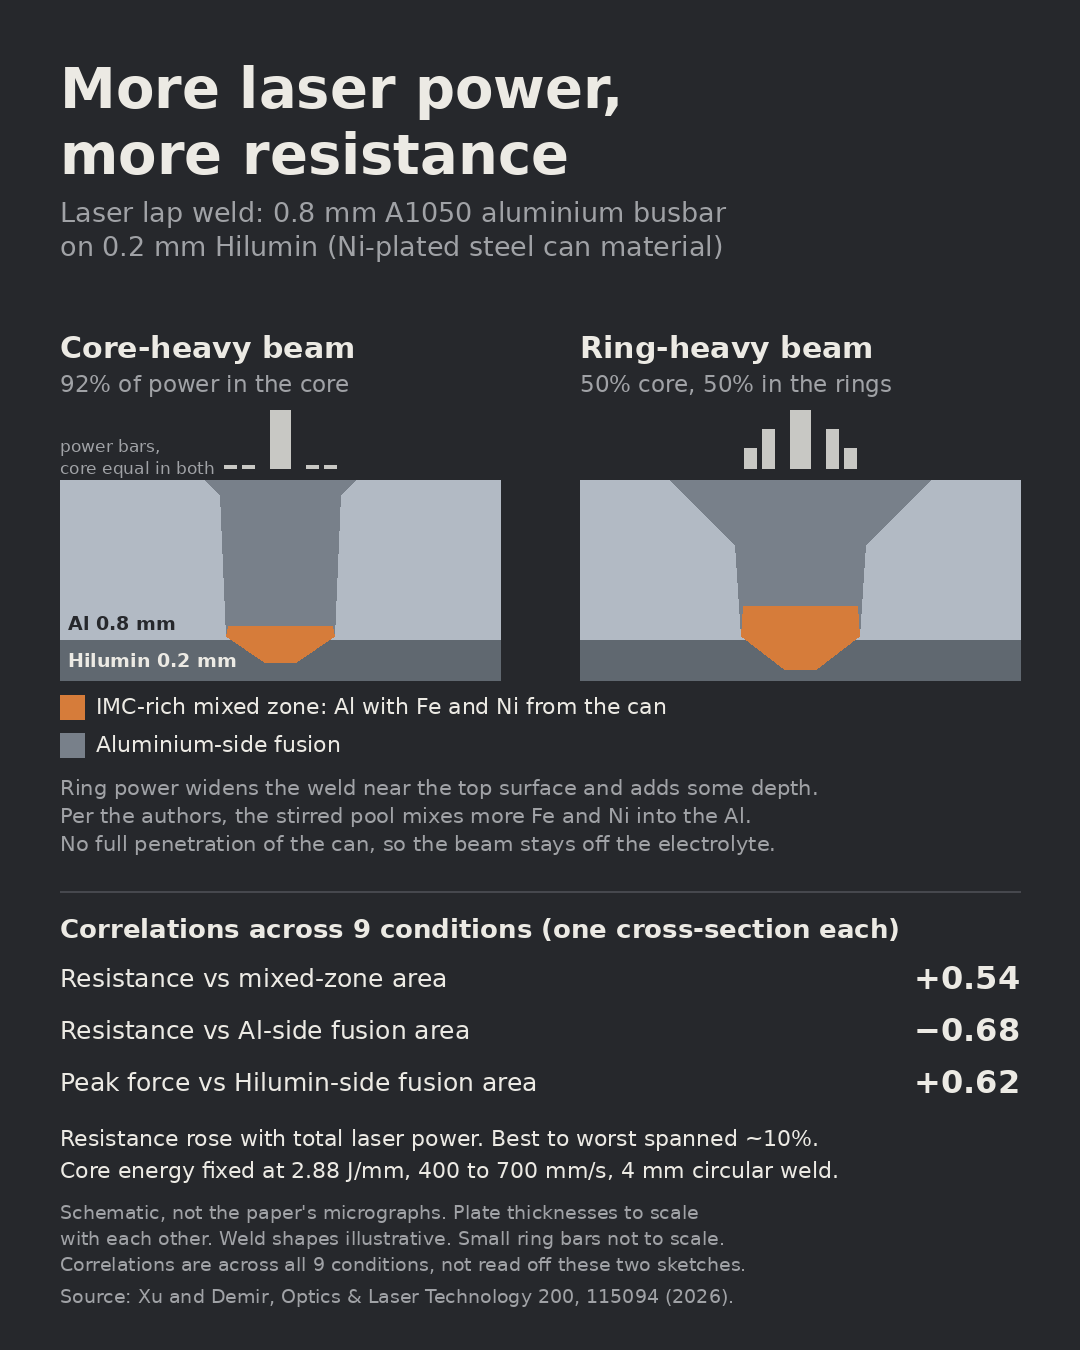 More laser power,
more resistance
Laser lap weld: 0.8 mm A1050 aluminium busbar
on 0.2 mm Hilumin (Ni-plated steel can material)
Core-heavy beam
92% of power in the core
power bars,
core equal in both
Al 0.8 mm
Hilumin 0.2 mm
Ring-heavy beam
50% core, 50% in the rings
IMC-rich mixed zone: Al with Fe and Ni from the can
Aluminium-side fusion
Ring power widens the weld near the top surface and adds some depth.
Per the authors, the stirred pool mixes more Fe and Ni into the Al.
No full penetration of the can, so the beam stays off the electrolyte.
Correlations across 9 conditions (one cross-section each)
Resistance vs mixed-zone area +0.54
Resistance vs Al-side fusion area −0.68
Peak force vs Hilumin-side fusion area +0.62
Resistance rose with total laser power. Best to worst spanned ~10%.
Core energy fixed at 2.88 J/mm, 400 to 700 mm/s, 4 mm circular weld.
Schematic, not the paper's micrographs. Plate thicknesses to scale
with each other. Weld shapes illustrative. Small ring bars not to scale.
Correlations are across all 9 conditions, not read off these two sketches.
Source: Xu and Demir, Optics & Laser Technology 200, 115094 (2026).